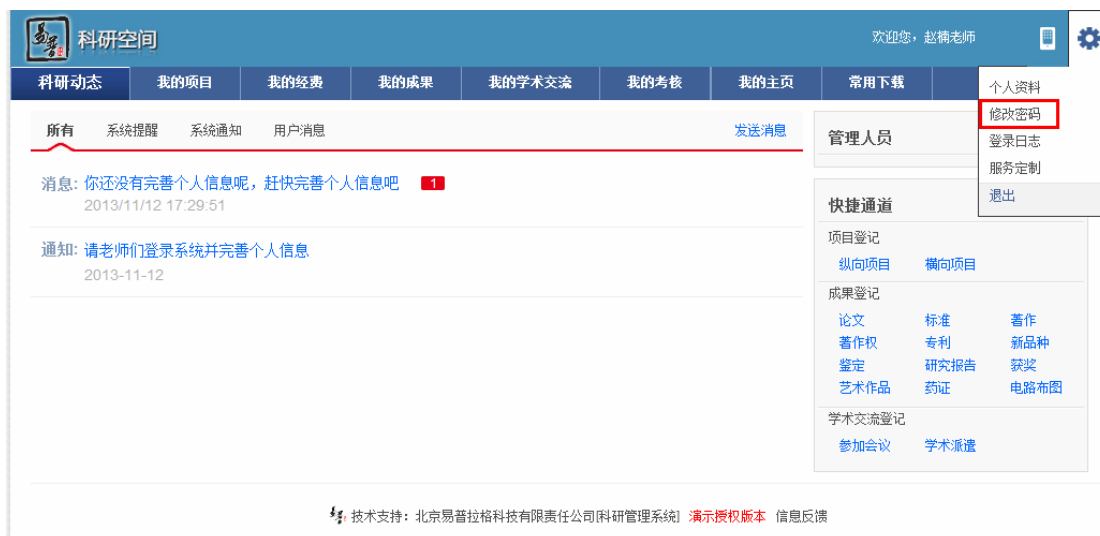 易普 科研空间
欢迎您，赵楠老师
科研动态 我的项目 我的经费 我的成果 我的学术交流 我的考核 我的主页 常用下载
个人资料
修改密码
登录日志
服务定制
退出
所有 系统提醒 系统通知 用户消息 发送消息
消息: 你还没有完善个人信息呢，赶快完善个人信息吧 1
2013/11/12 17:29:51
通知: 请老师们登录系统并完善个人信息
2013-11-12
管理人员
快捷通道
项目登记
纵向项目 横向项目
成果登记
论文 标准 著作
著作权 专利 新品种
鉴定 研究报告 获奖
艺术作品 药证 电路布图
学术交流登记
参加会议 学术派遣
易普 技术支持：北京易普拉格科技有限责任公司[科研管理系统] 演示授权版本 信息反馈